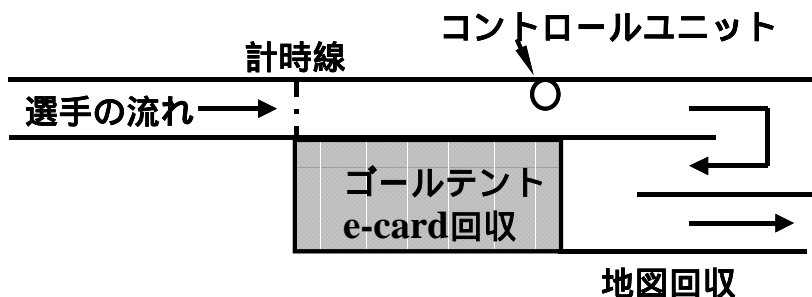 コントロールユニット
計時線
選手の流れ
ゴールテント
e-card回収
地図回収